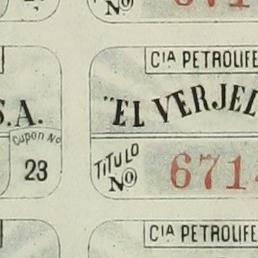 Nº
CIA PETROLIFE
S.A.
"EL VERJEL
Cupon Nº
23
TITULO
Nº 671
CIA PETROLIFE